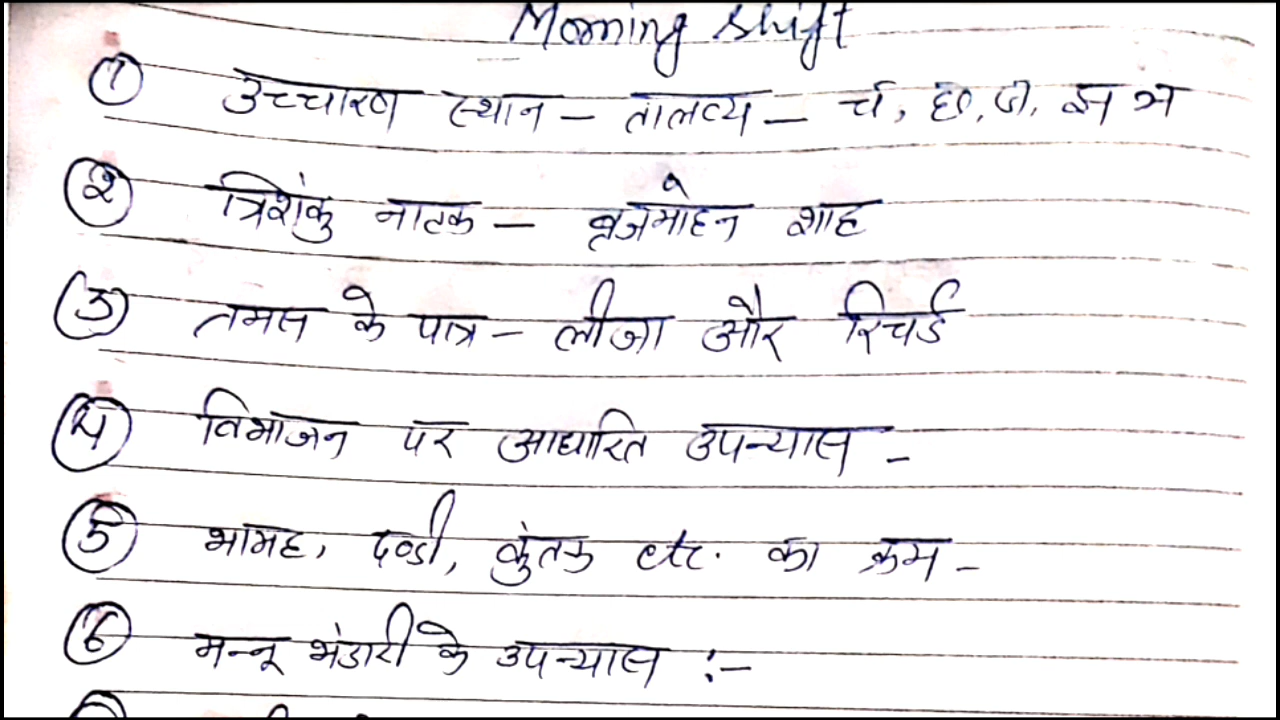 Morning Shift
① उच्चारण स्थान – तालव्य – च, छ, ज, झ ञ
② त्रिशंकु नाटक – बृजमोहन शाह
③ तमस के पात्र – लीजा और रिचर्ड
④ विभाजन पर आधारित उपन्यास –
⑤ भामह, दण्डी, कुंतक etc. का क्रम –
⑥ मन्नू भंडारी के उपन्यास :–